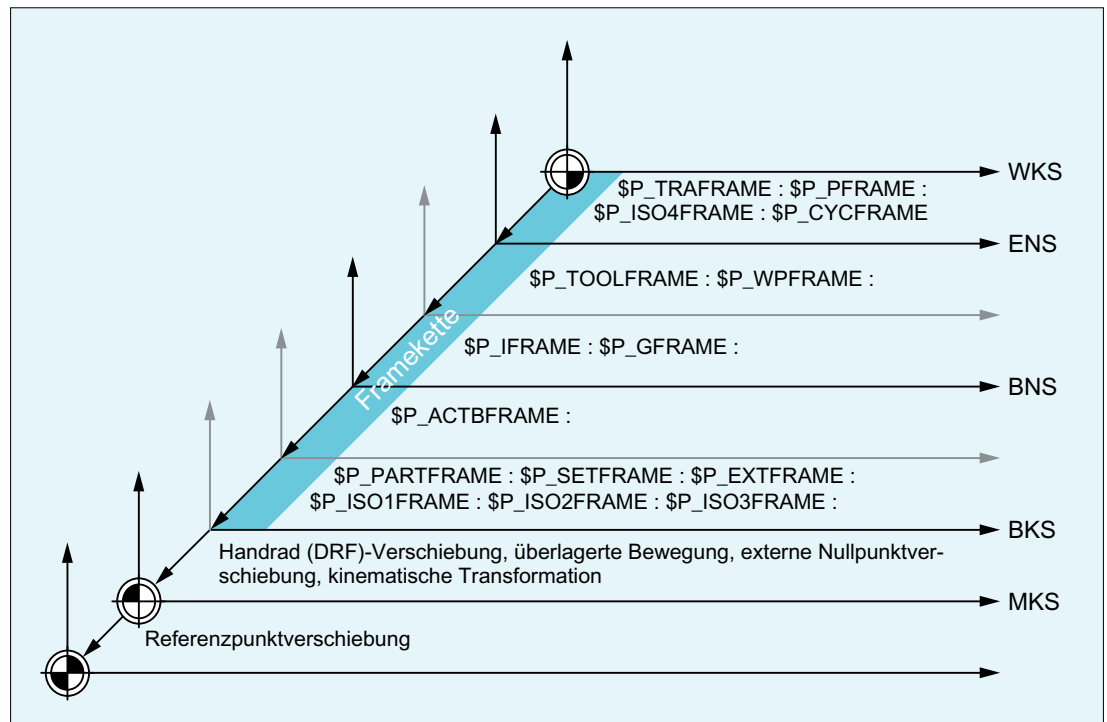 WKS
$P_TRAFRAME : $P_PFRAME :
$P_ISO4FRAME : $P_CYCFRAME
ENS
$P_TOOLFRAME : $P_WPFRAME :
Framekette
$P_IFRAME : $P_GFRAME :
BNS
$P_ACTBFRAME :
$P_PARTFRAME : $P_SETFRAME : $P_EXTFRAME :
$P_ISO1FRAME : $P_ISO2FRAME : $P_ISO3FRAME :
BKS
Handrad (DRF)-Verschiebung, überlagerte Bewegung, externe Nullpunktver-
schiebung, kinematische Transformation
MKS
Referenzpunktverschiebung